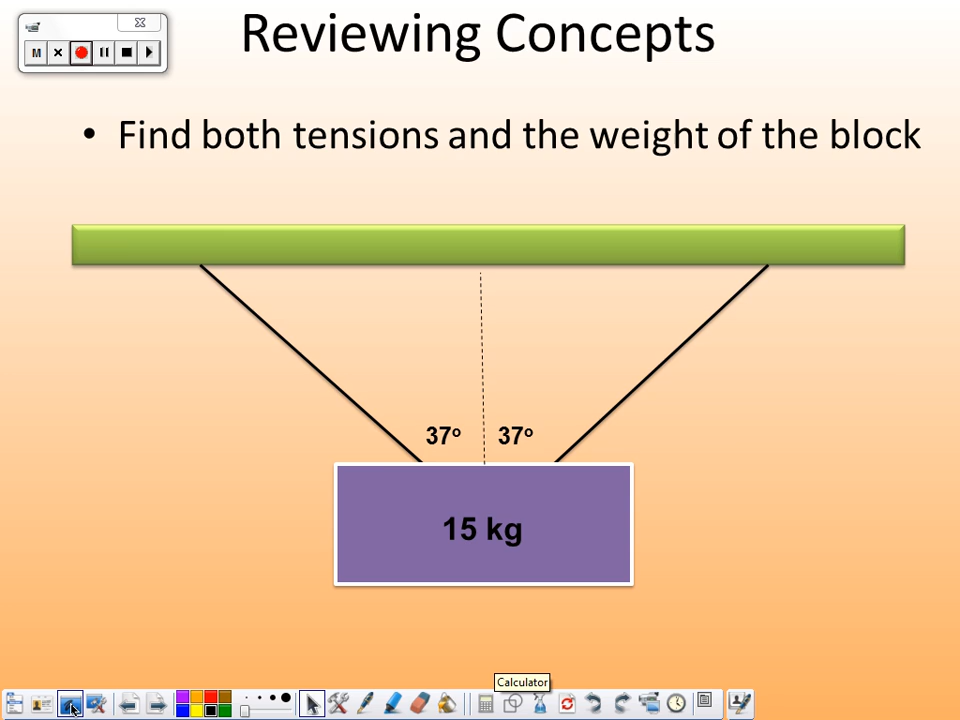 Reviewing Concepts
M
• Find both tensions and the weight of the block
37º 37º
15 kg
Calculator